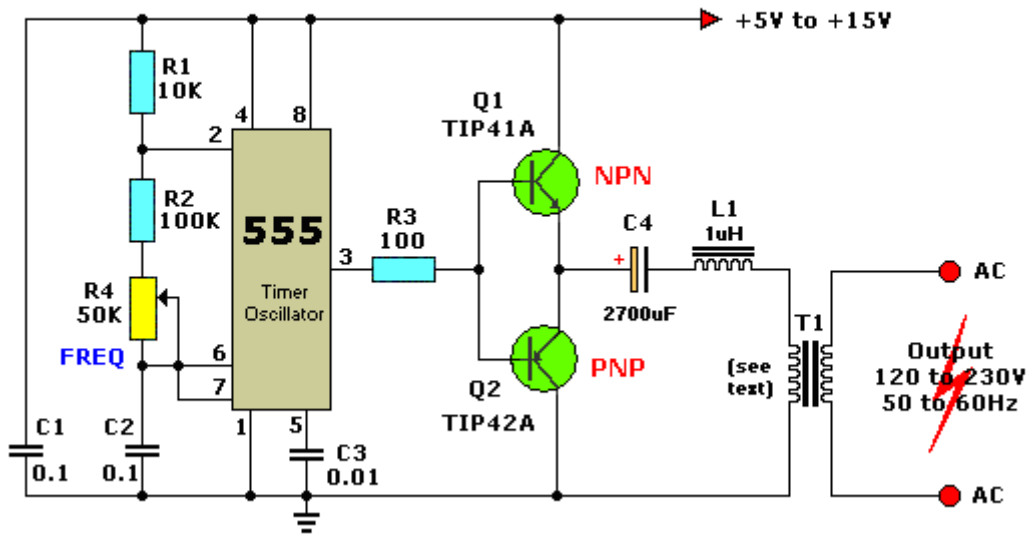 +5V to +15V
R1
10K
4
8
2
Q1
TIP41A
NPN
R2
100K
555
Timer
Oscillator
3
R3
100
C4
+
2700uF
L1
1uH
AC
R4
50K
FREQ
6
7
PNP
Q2
TIP42A
T1
(see
text)
Output
120 to 230V
50 to 60Hz
1
5
C1
0.1
C2
0.1
C3
0.01
AC